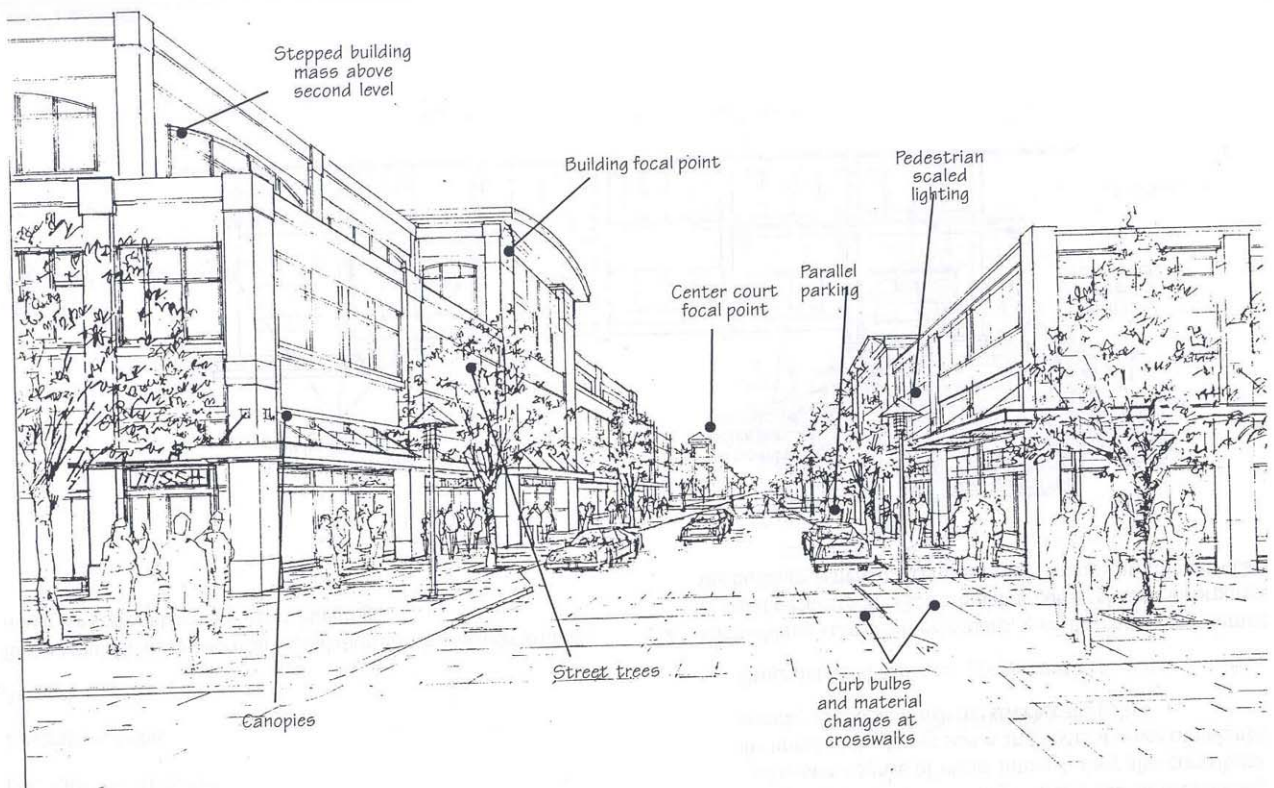 Stepped building
mass above
second level
Building focal point
Pedestrian
scaled
lighting
Parallel
parking
Center court
focal point
Street trees
Canopies
Curb bulbs
and material
changes at
crosswalks